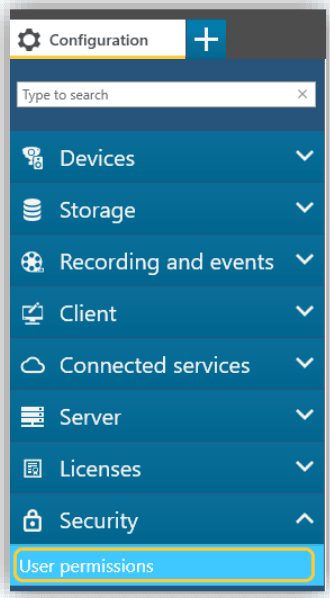 Configuration
Type to search
Devices
Storage
Recording and events
Client
Connected services
Server
Licenses
Security
User permissions